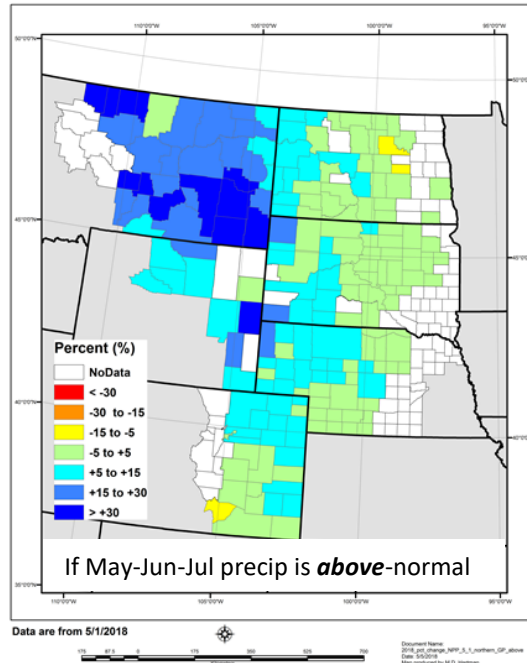 110°0'0"W
105°0'0"W
100°0'0"W
50°0'0"N
50°0'0"N
45°0'0"N
45°0'0"N
Percent (%)
NoData
< -30
-30 to -15
-15 to -5
-5 to +5
+5 to +15
+15 to +30
> +30
40°0'0"N
40°0'0"N
If May-Jun-Jul precip is above-normal
35°0'0"N
110°0'0"W
105°0'0"W
100°0'0"W
Data are from 5/1/2018
175 87.5 0 175 350 525 700
Document Name:
2018_pct_change_NPP_5_1_northern_GP_above
Date: 5/5/2018